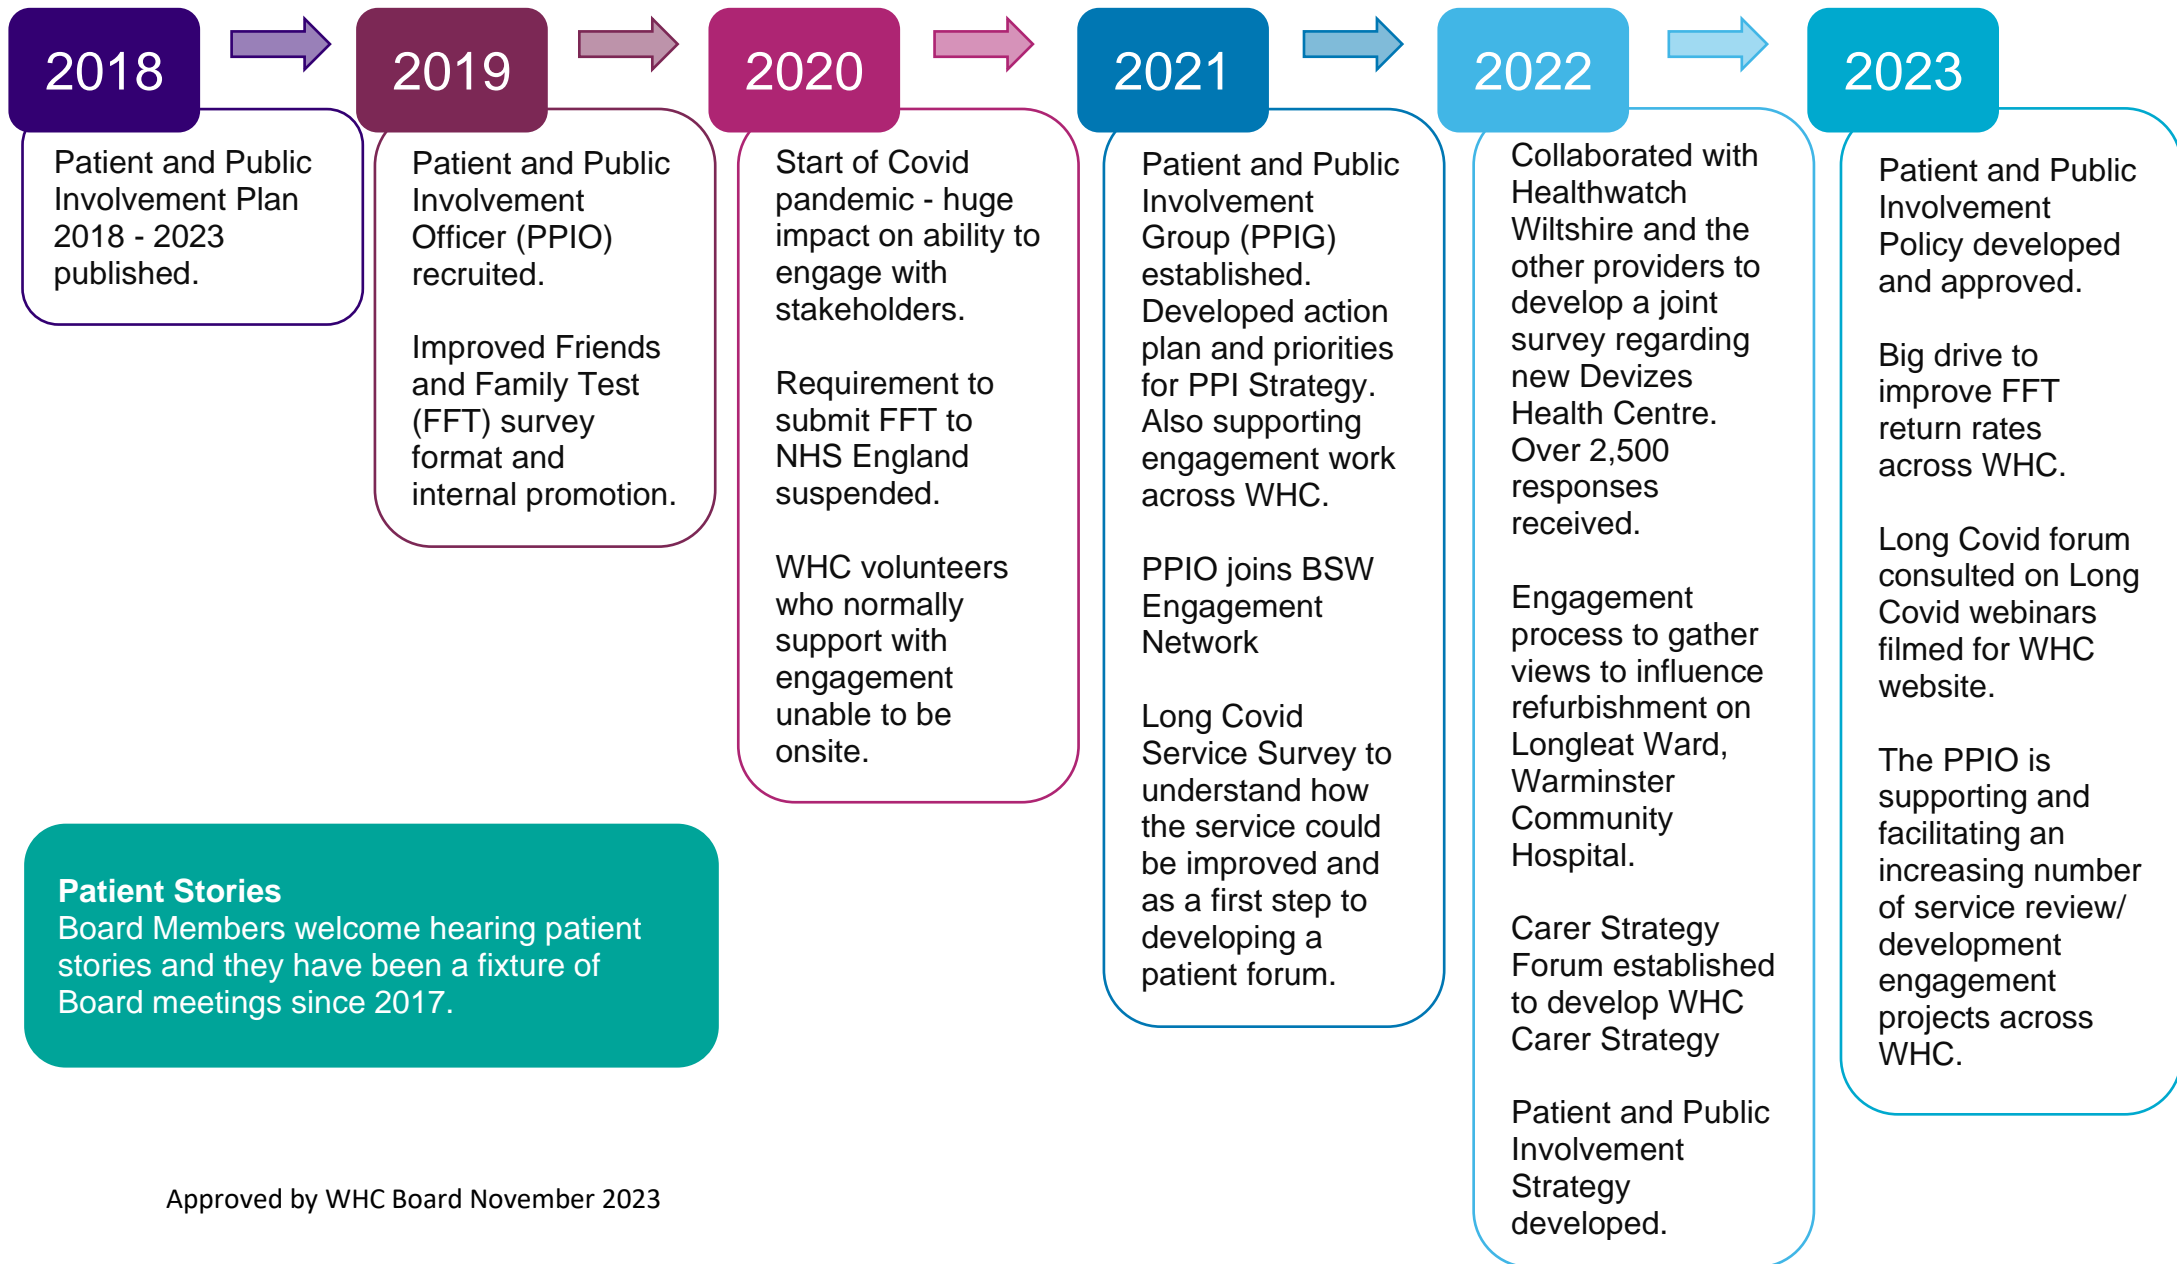 2018
Patient and Public
Involvement Plan
2018 - 2023
published.
2019
Patient and Public
Involvement
Officer (PPIO)
recruited.
Improved Friends
and Family Test
(FFT) survey
format and
internal promotion.
2020
Start of Covid
pandemic - huge
impact on ability to
engage with
stakeholders.
Requirement to
submit FFT to
NHS England
suspended.
WHC volunteers
who normally
support with
engagement
unable to be
onsite.
2021
Patient and Public
Involvement
Group (PPIG)
established.
Developed action
plan and priorities
for PPI Strategy.
Also supporting
engagement work
across WHC.
PPIO joins BSW
Engagement
Network
Long Covid
Service Survey to
understand how
the service could
be improved and
as a first step to
developing a
patient forum.
2022
Collaborated with
Healthwatch
Wiltshire and the
other providers to
develop a joint
survey regarding
new Devizes
Health Centre.
Over 2,500
responses
received.
Engagement
process to gather
views to influence
refurbishment on
Longleat Ward,
Warminster
Community
Hospital.
Carer Strategy
Forum established
to develop WHC
Carer Strategy
Patient and Public
Involvement
Strategy
developed.
2023
Patient and Public
Involvement
Policy developed
and approved.
Big drive to
improve FFT
return rates
across WHC.
Long Covid forum
consulted on Long
Covid webinars
filmed for WHC
website.
The PPIO is
supporting and
facilitating an
increasing number
of service review/
development
engagement
projects across
WHC.
Patient Stories
Board Members welcome hearing patient
stories and they have been a fixture of
Board meetings since 2017.
Approved by WHC Board November 2023